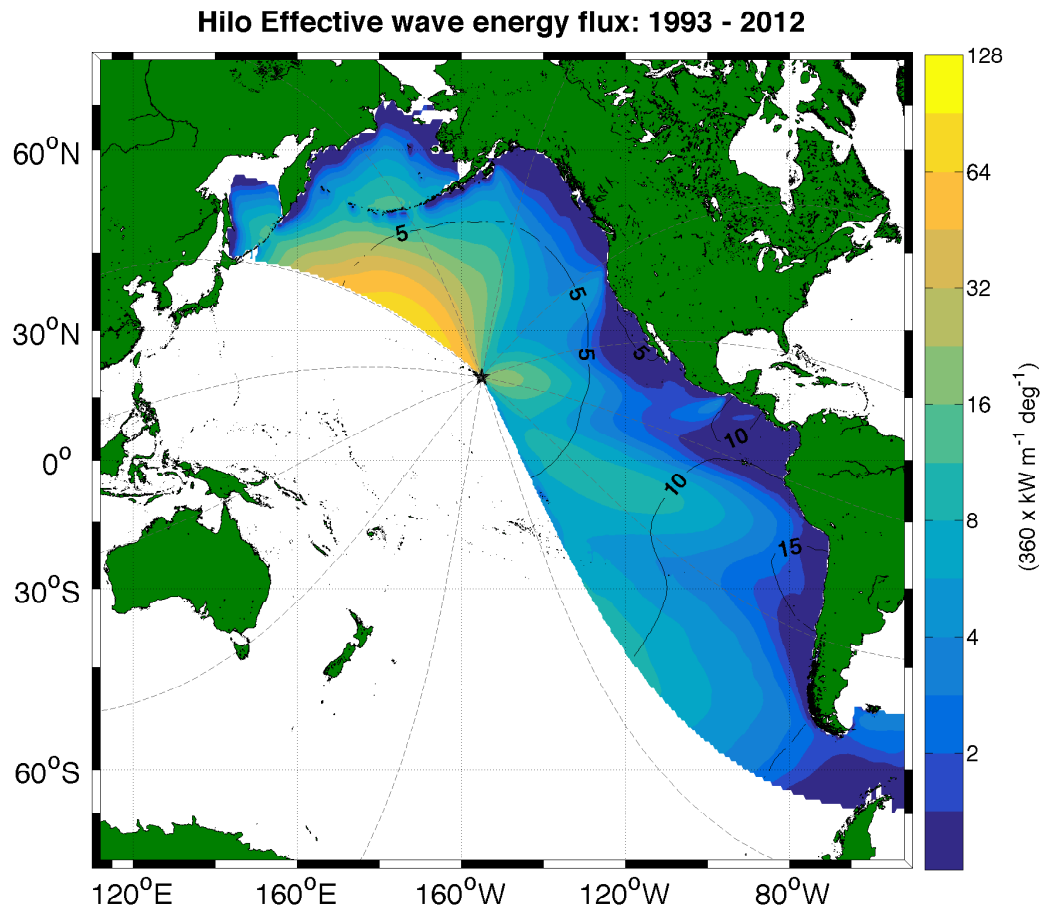 Hilo Effective wave energy flux: 1993 - 2012
128
64
32
16
8
4
2
(360 x kW m⁻¹ deg⁻¹)
60°N
30°N
0°
30°S
60°S
120°E
160°E
160°W
120°W
80°W
5
5
5
5
10
10
15